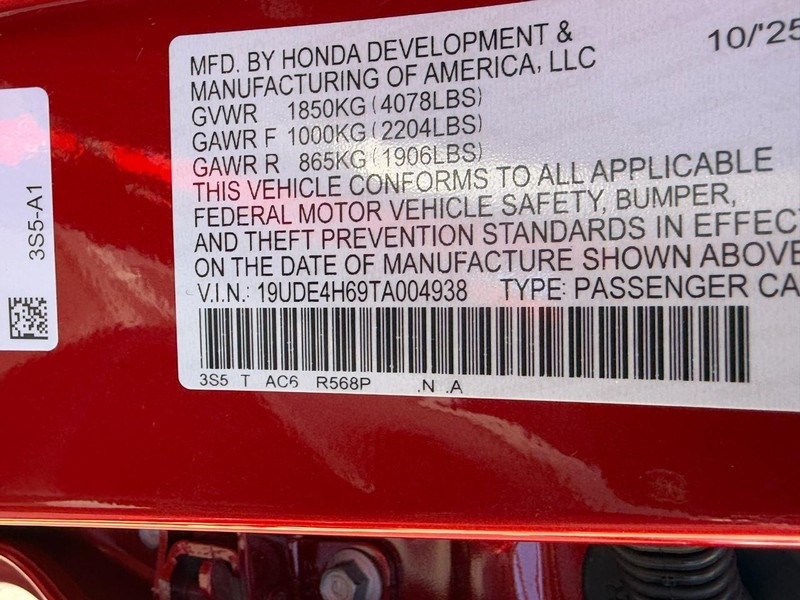 3S5-A1
10/'25
MFD. BY HONDA DEVELOPMENT &
MANUFACTURING OF AMERICA, LLC
GVWR 1850KG (4078LBS)
GAWR F 1000KG (2204LBS)
GAWR R 865KG (1906LBS)
THIS VEHICLE CONFORMS TO ALL APPLICABLE
FEDERAL MOTOR VEHICLE SAFETY, BUMPER,
AND THEFT PREVENTION STANDARDS IN EFFEC
ON THE DATE OF MANUFACTURE SHOWN ABOVE
V.I.N.: 19UDE4H69TA004938 TYPE: PASSENGER CA
3S5 T AC6 R568P .N .A